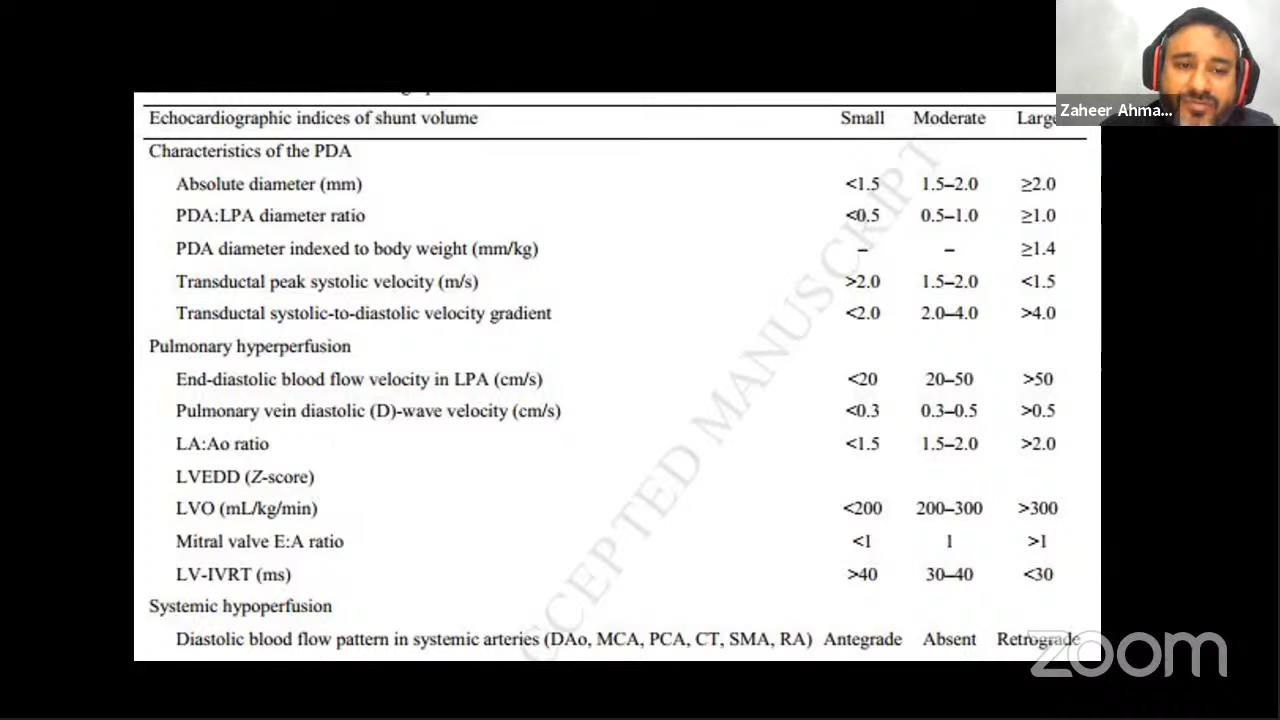 Zaheer Ahma...
Echocardiographic indices of shunt volume Small Moderate Large
Characteristics of the PDA
Absolute diameter (mm) <1.5 1.5–2.0 ≥2.0
PDA:LPA diameter ratio <0.5 0.5–1.0 ≥1.0
PDA diameter indexed to body weight (mm/kg) – – ≥1.4
Transductal peak systolic velocity (m/s) >2.0 1.5–2.0 <1.5
Transductal systolic-to-diastolic velocity gradient <2.0 2.0–4.0 >4.0
Pulmonary hyperperfusion
End-diastolic blood flow velocity in LPA (cm/s) <20 20–50 >50
Pulmonary vein diastolic (D)-wave velocity (cm/s) <0.3 0.3–0.5 >0.5
LA:Ao ratio <1.5 1.5–2.0 >2.0
LVEDD (Z-score)
LVO (mL/kg/min) <200 200–300 >300
Mitral valve E:A ratio <1 1 >1
LV-IVRT (ms) >40 30–40 <30
Systemic hypoperfusion
Diastolic blood flow pattern in systemic arteries (DAo, MCA, PCA, CT, SMA, RA) Antegrade Absent Retrograde
CCEPTED MANUSCRIPT
zoom